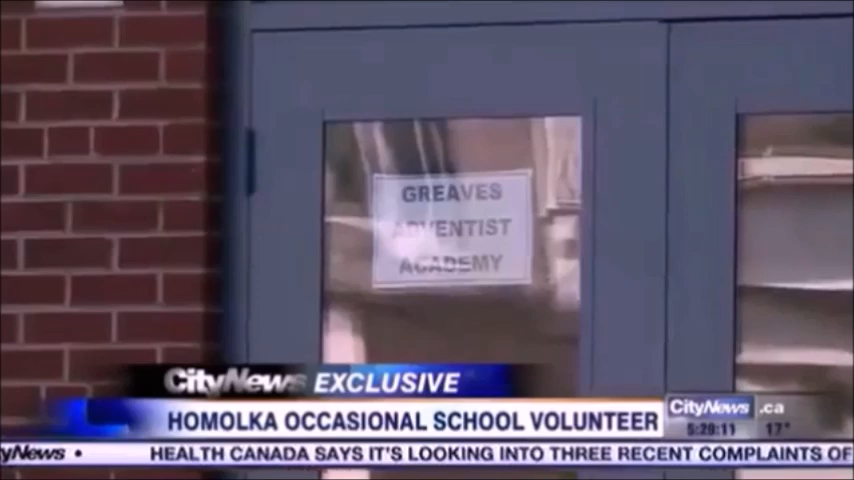 GREAVES
ADVENTIST
ACADEMY
CityNews EXCLUSIVE
HOMOLKA OCCASIONAL SCHOOL VOLUNTEER
CityNews .ca
5:29:11 17°
yNews • HEALTH CANADA SAYS IT'S LOOKING INTO THREE RECENT COMPLAINTS OF